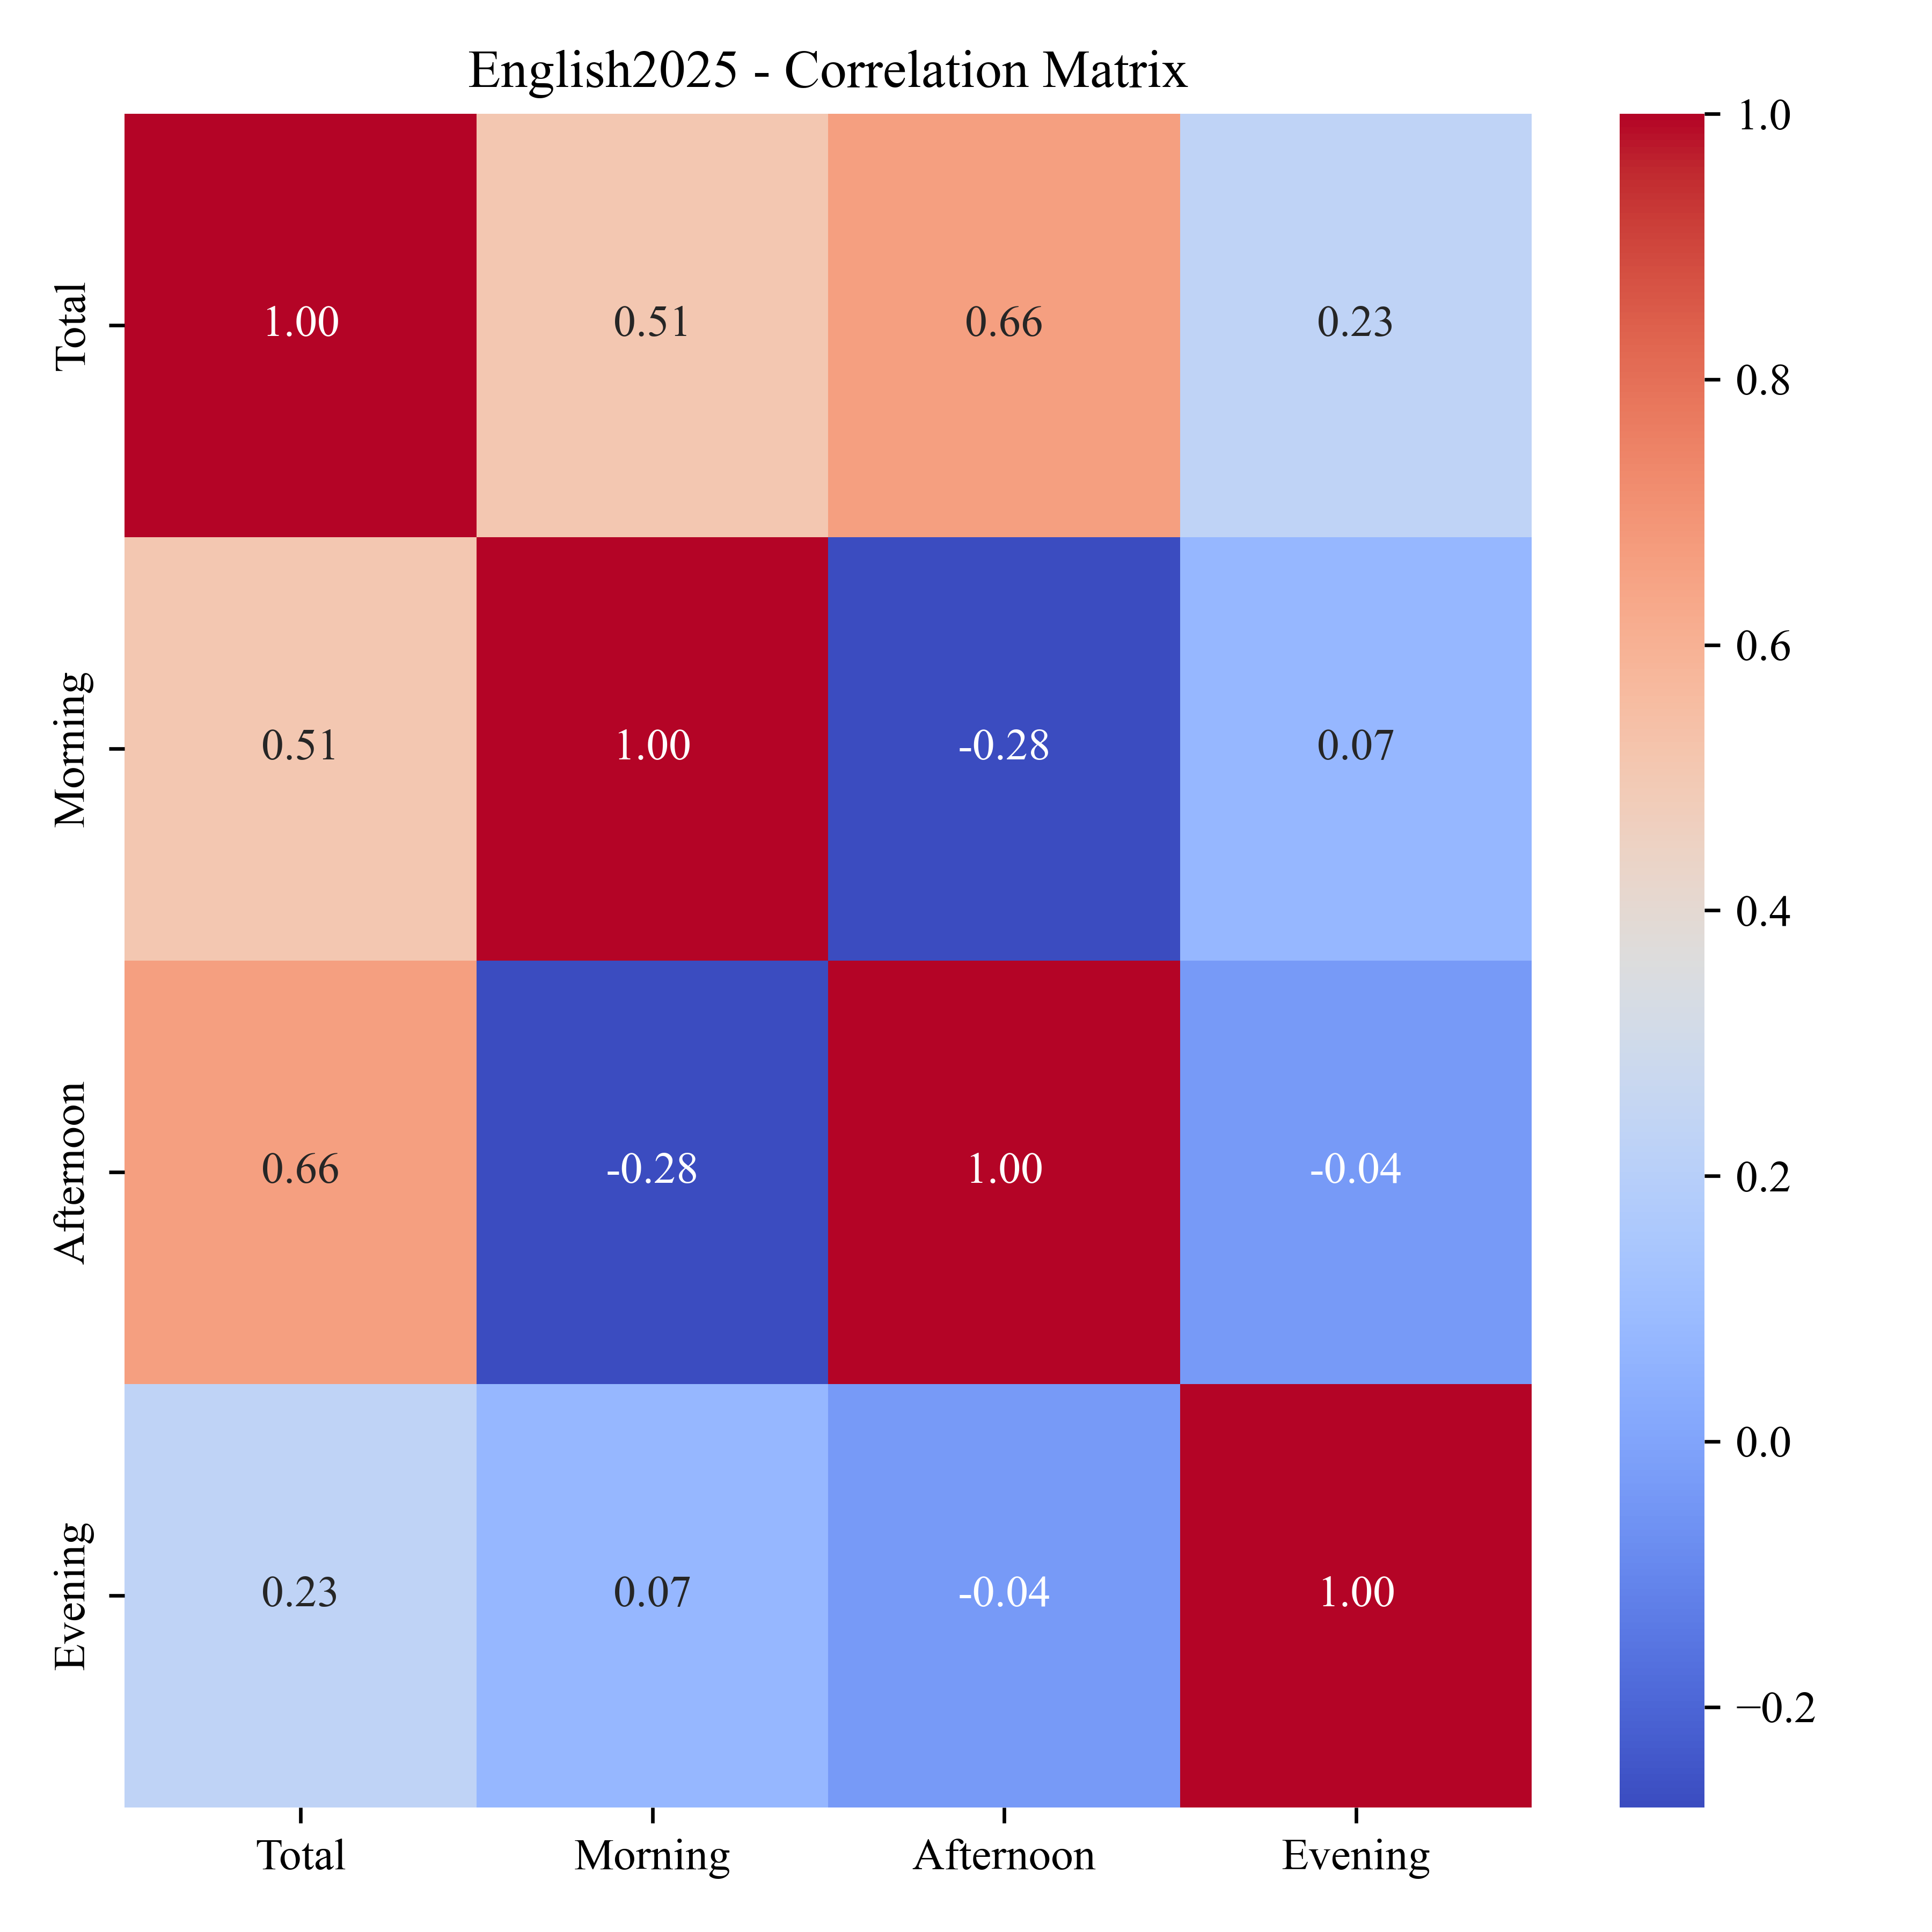 English2025 - Correlation Matrix
1.0
Total 1.00 0.51 0.66 0.23
0.8
0.6
Morning 0.51 1.00 -0.28 0.07
0.4
Afternoon 0.66 -0.28 1.00 -0.04
0.2
0.0
Evening 0.23 0.07 -0.04 1.00
−0.2
Total Morning Afternoon Evening